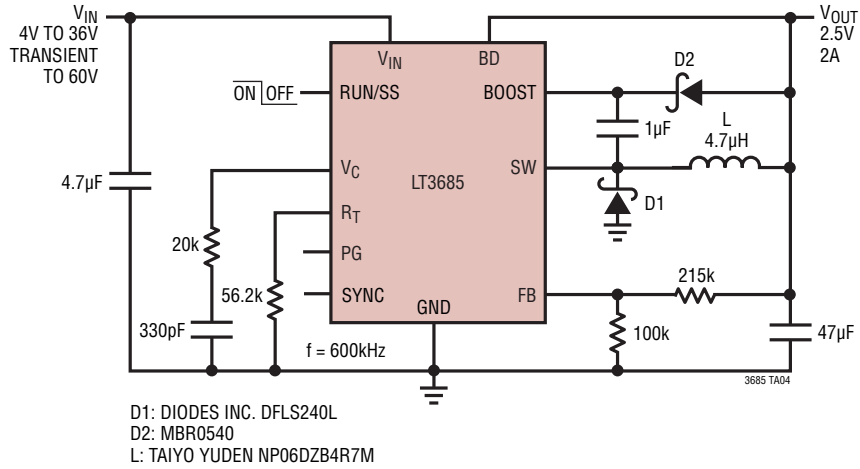 VIN
4V TO 36V
TRANSIENT
TO 60V
VOUT
2.5V
2A
VIN
BD
D2
ON OFF
RUN/SS
BOOST
1µF
L
4.7µH
4.7µF
VC
LT3685
SW
D1
RT
20k
PG
56.2k
SYNC
GND
FB
215k
330pF
f = 600kHz
100k
47µF
3685 TA04
D1: DIODES INC. DFLS240L
D2: MBR0540
L: TAIYO YUDEN NP06DZB4R7M